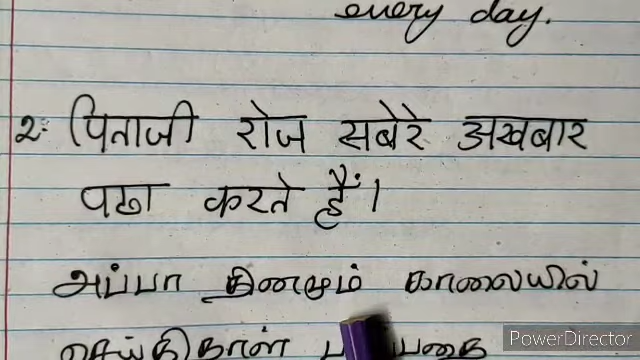 every day.
2. पिताजी रोज सबेरे अखबार
पढा करते हैं।
அப்பா தினமும் காலையில்
செய்திதாள்
PowerDirector